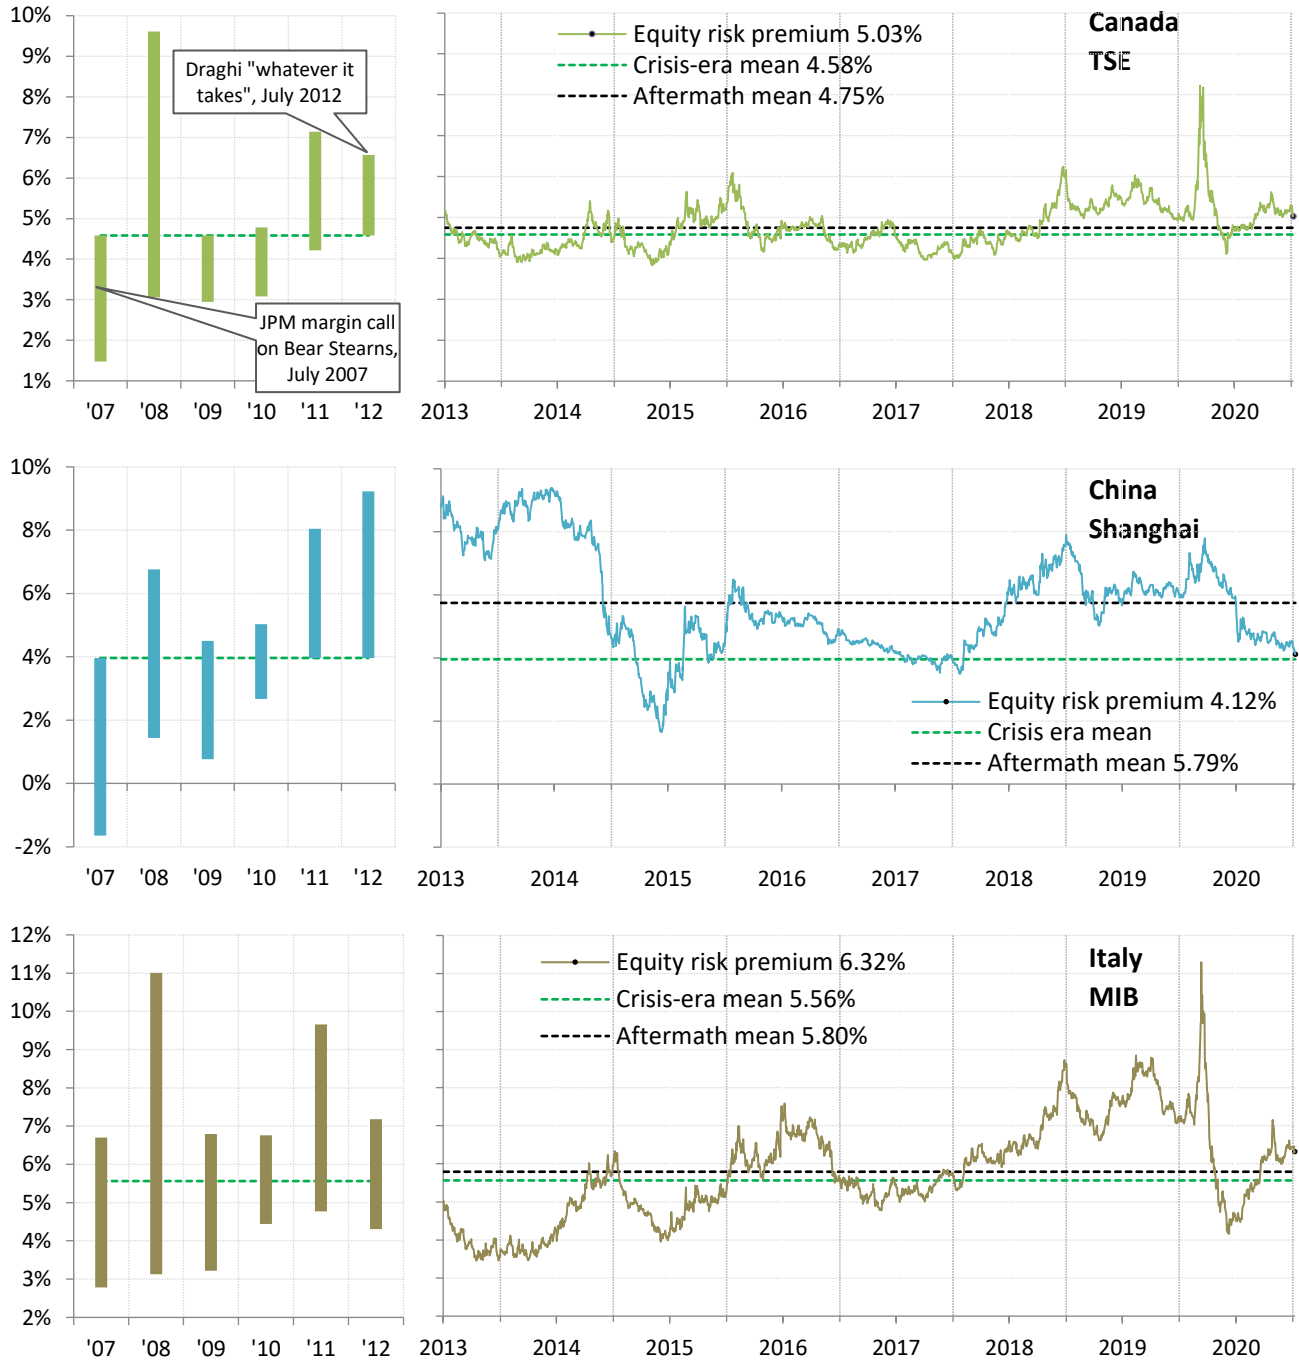 10%
9%
8%
7%
6%
5%
4%
3%
2%
1%
Draghi "whatever it
takes", July 2012
JPM margin call
on Bear Stearns,
July 2007
'07 '08 '09 '10 '11 '12
Equity risk premium 5.03%
Crisis-era mean 4.58%
Aftermath mean 4.75%
Canada
TSE
2013 2014 2015 2016 2017 2018 2019 2020
10%
8%
6%
4%
2%
0%
-2%
'07 '08 '09 '10 '11 '12
China
Shanghai
Equity risk premium 4.12%
Crisis era mean
Aftermath mean 5.79%
2013 2014 2015 2016 2017 2018 2019 2020
12%
11%
10%
9%
8%
7%
6%
5%
4%
3%
2%
'07 '08 '09 '10 '11 '12
Equity risk premium 6.32%
Crisis-era mean 5.56%
Aftermath mean 5.80%
Italy
MIB
2013 2014 2015 2016 2017 2018 2019 2020